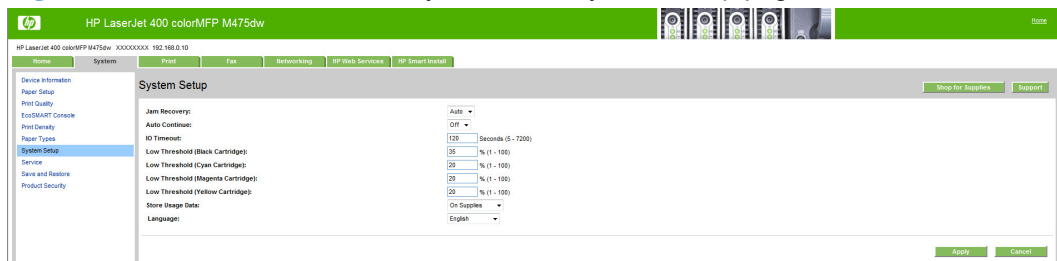 hp HP LaserJet 400 colorMFP M475dw Home
HP LaserJet 400 colorMFP M475dw XXXXXXXX 192.168.0.10
Home System Print Fax Networking HP Web Services HP Smart Install
Device Information
Paper Setup
Print Quality
EcoSMART Console
Print Density
Paper Types
System Setup
Service
Save and Restore
Product Security
System Setup Shop for Supplies Support
Jam Recovery: Auto
Auto Continue: Off
IO Timeout: 120 Seconds (5 - 7200)
Low Threshold (Black Cartridge): 35 % (1 - 100)
Low Threshold (Cyan Cartridge): 20 % (1 - 100)
Low Threshold (Magenta Cartridge): 20 % (1 - 100)
Low Threshold (Yellow Cartridge): 20 % (1 - 100)
Store Usage Data: On Supplies
Language: English
Apply Cancel